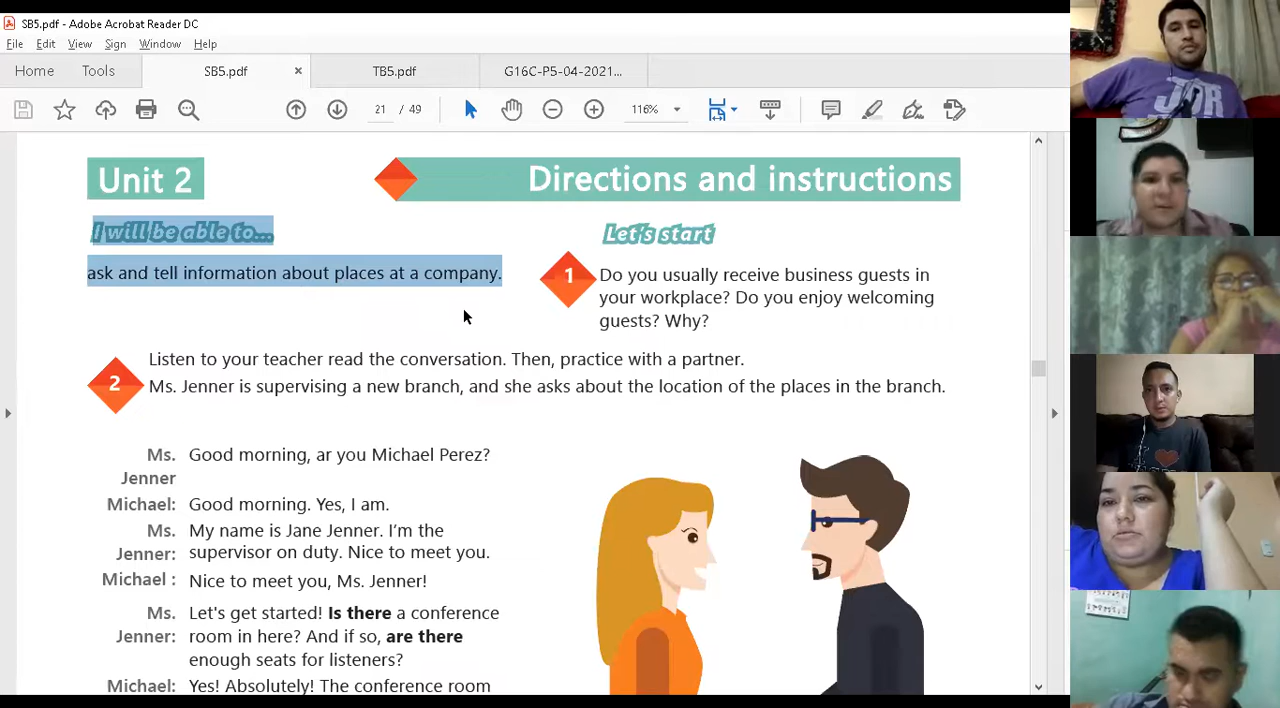 SB5.pdf - Adobe Acrobat Reader DC
File Edit View Sign Window Help
Home Tools SB5.pdf × TB5.pdf G16C-P5-04-2021...
21 / 49 116%
Unit 2
Directions and instructions
I will be able to...
ask and tell information about places at a company.
Let's start
1
Do you usually receive business guests in
your workplace? Do you enjoy welcoming
guests? Why?
2
Listen to your teacher read the conversation. Then, practice with a partner.
Ms. Jenner is supervising a new branch, and she asks about the location of the places in the branch.
Ms. Good morning, ar you Michael Perez?
Jenner
Michael: Good morning. Yes, I am.
Ms. My name is Jane Jenner. I'm the
Jenner: supervisor on duty. Nice to meet you.
Michael : Nice to meet you, Ms. Jenner!
Ms. Let's get started! Is there a conference
Jenner: room in here? And if so, are there
enough seats for listeners?
Michael: Yes! Absolutely! The conference room